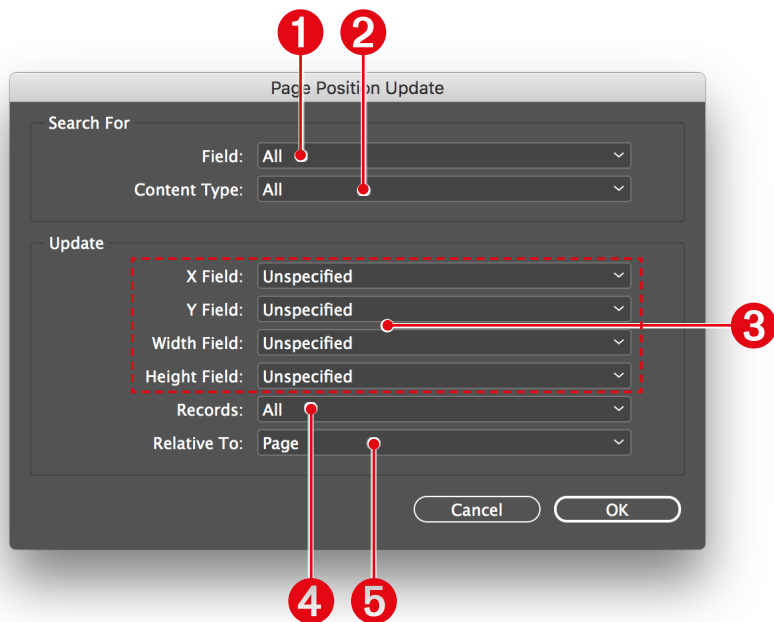 1 2
Page Position Update
Search For
Field: All
Content Type: All
Update
X Field: Unspecified
Y Field: Unspecified
3
Width Field: Unspecified
Height Field: Unspecified
Records: All
Relative To: Page
Cancel OK
4 5